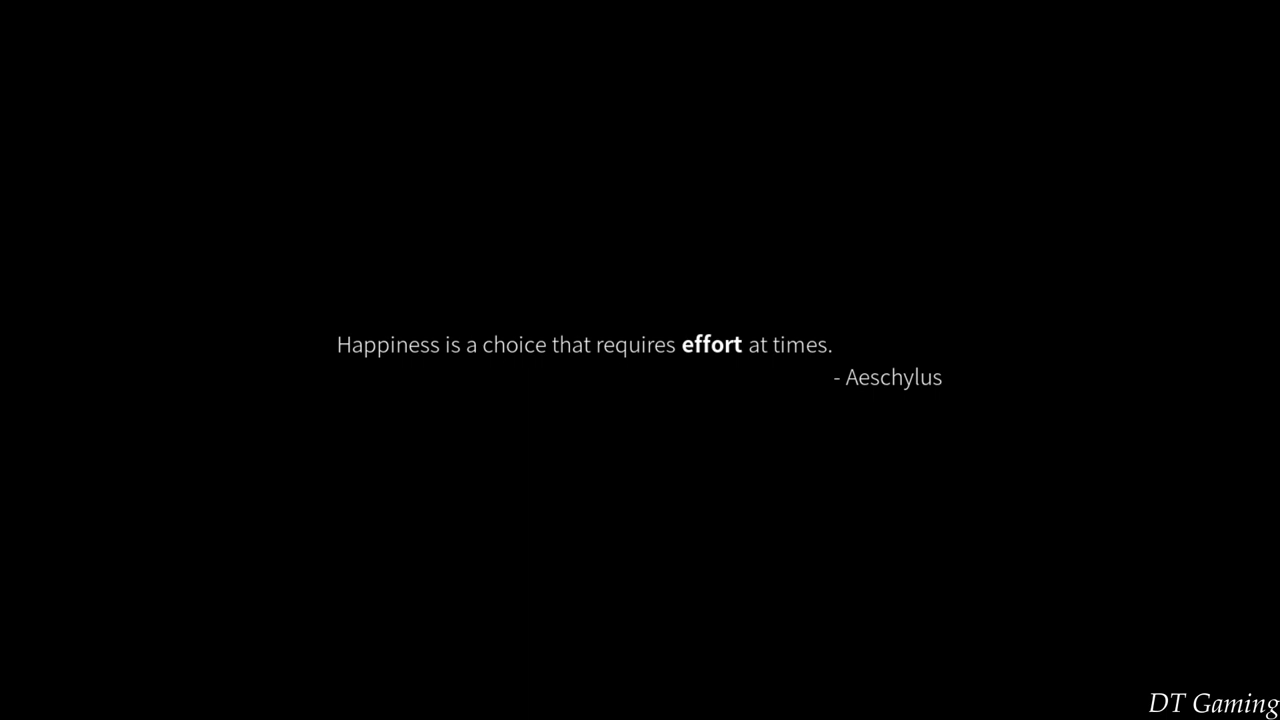 Happiness is a choice that requires effort at times.
- Aeschylus
DT Gaming